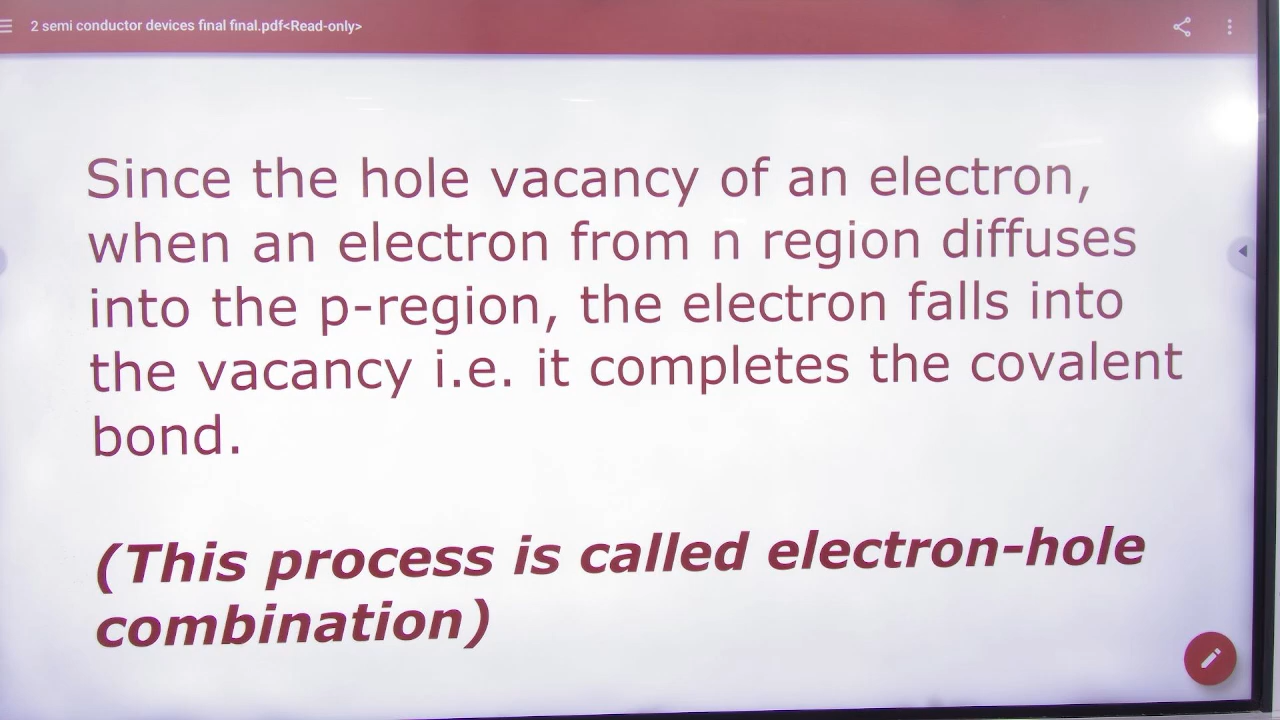 2 semi conductor devices final final.pdf<Read-only>
Since the hole vacancy of an electron,
when an electron from n region diffuses
into the p-region, the electron falls into
the vacancy i.e. it completes the covalent
bond.
(This process is called electron-hole
combination)